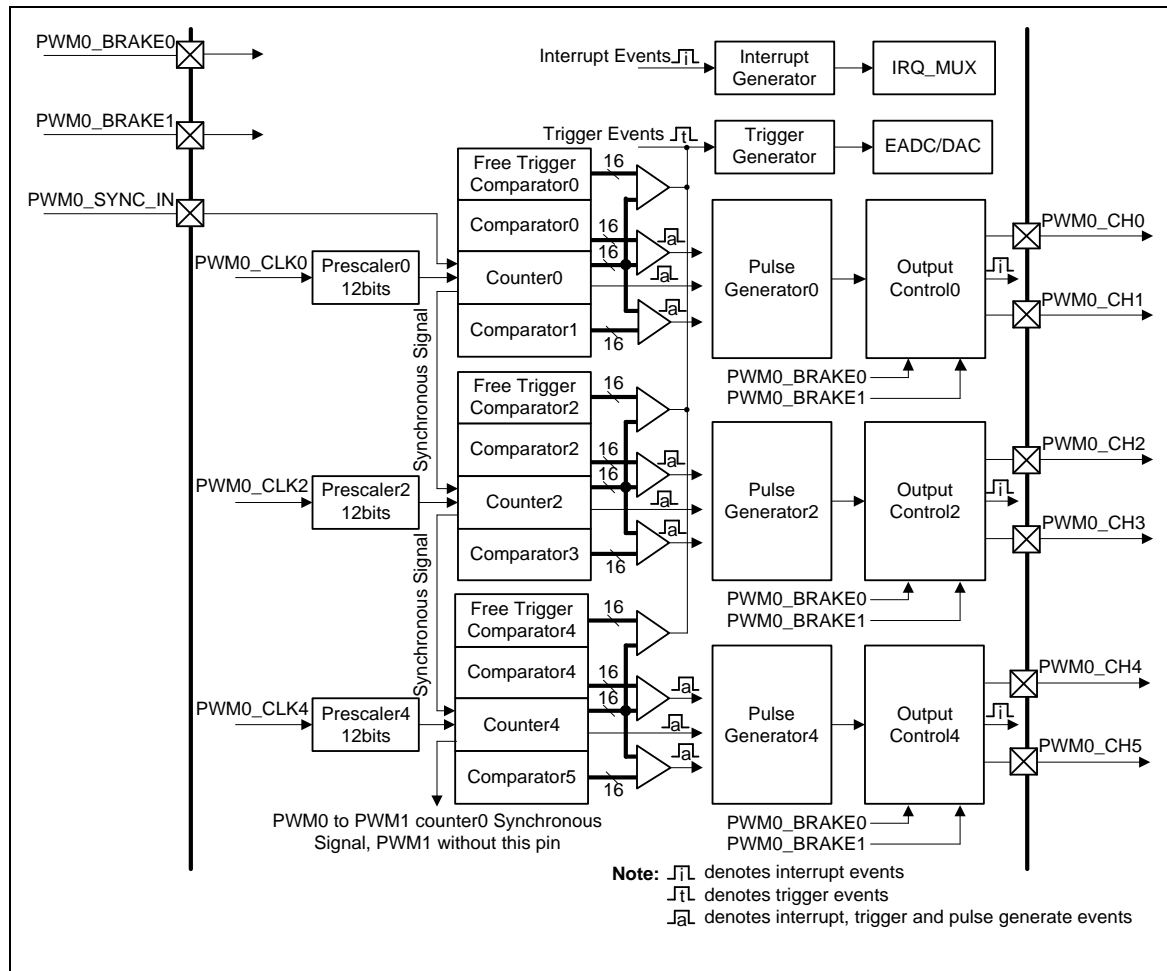 PWM0_BRAKE0
PWM0_BRAKE1
PWM0_SYNC_IN
Interrupt Events
i
Interrupt
Generator
IRQ_MUX
Trigger Events
t
Trigger
Generator
EADC/DAC
PWM0_CLK0
Prescaler0
12bits
Free Trigger
Comparator0
Comparator0
Counter0
Comparator1
16
16
16
16
a
a
a
Pulse
Generator0
Output
Control0
PWM0_CH0
i
PWM0_CH1
PWM0_BRAKE0
PWM0_BRAKE1
Synchronous Signal
PWM0_CLK2
Prescaler2
12bits
Free Trigger
Comparator2
Comparator2
Counter2
Comparator3
16
16
16
16
a
a
a
Pulse
Generator2
Output
Control2
PWM0_CH2
i
PWM0_CH3
PWM0_BRAKE0
PWM0_BRAKE1
Synchronous Signal
PWM0_CLK4
Prescaler4
12bits
Free Trigger
Comparator4
Comparator4
Counter4
Comparator5
16
16
16
16
a
a
a
Pulse
Generator4
Output
Control4
PWM0_CH4
i
PWM0_CH5
PWM0_BRAKE0
PWM0_BRAKE1
PWM0 to PWM1 counter0 Synchronous
Signal, PWM1 without this pin
Note: i denotes interrupt events
t denotes trigger events
a denotes interrupt, trigger and pulse generate events